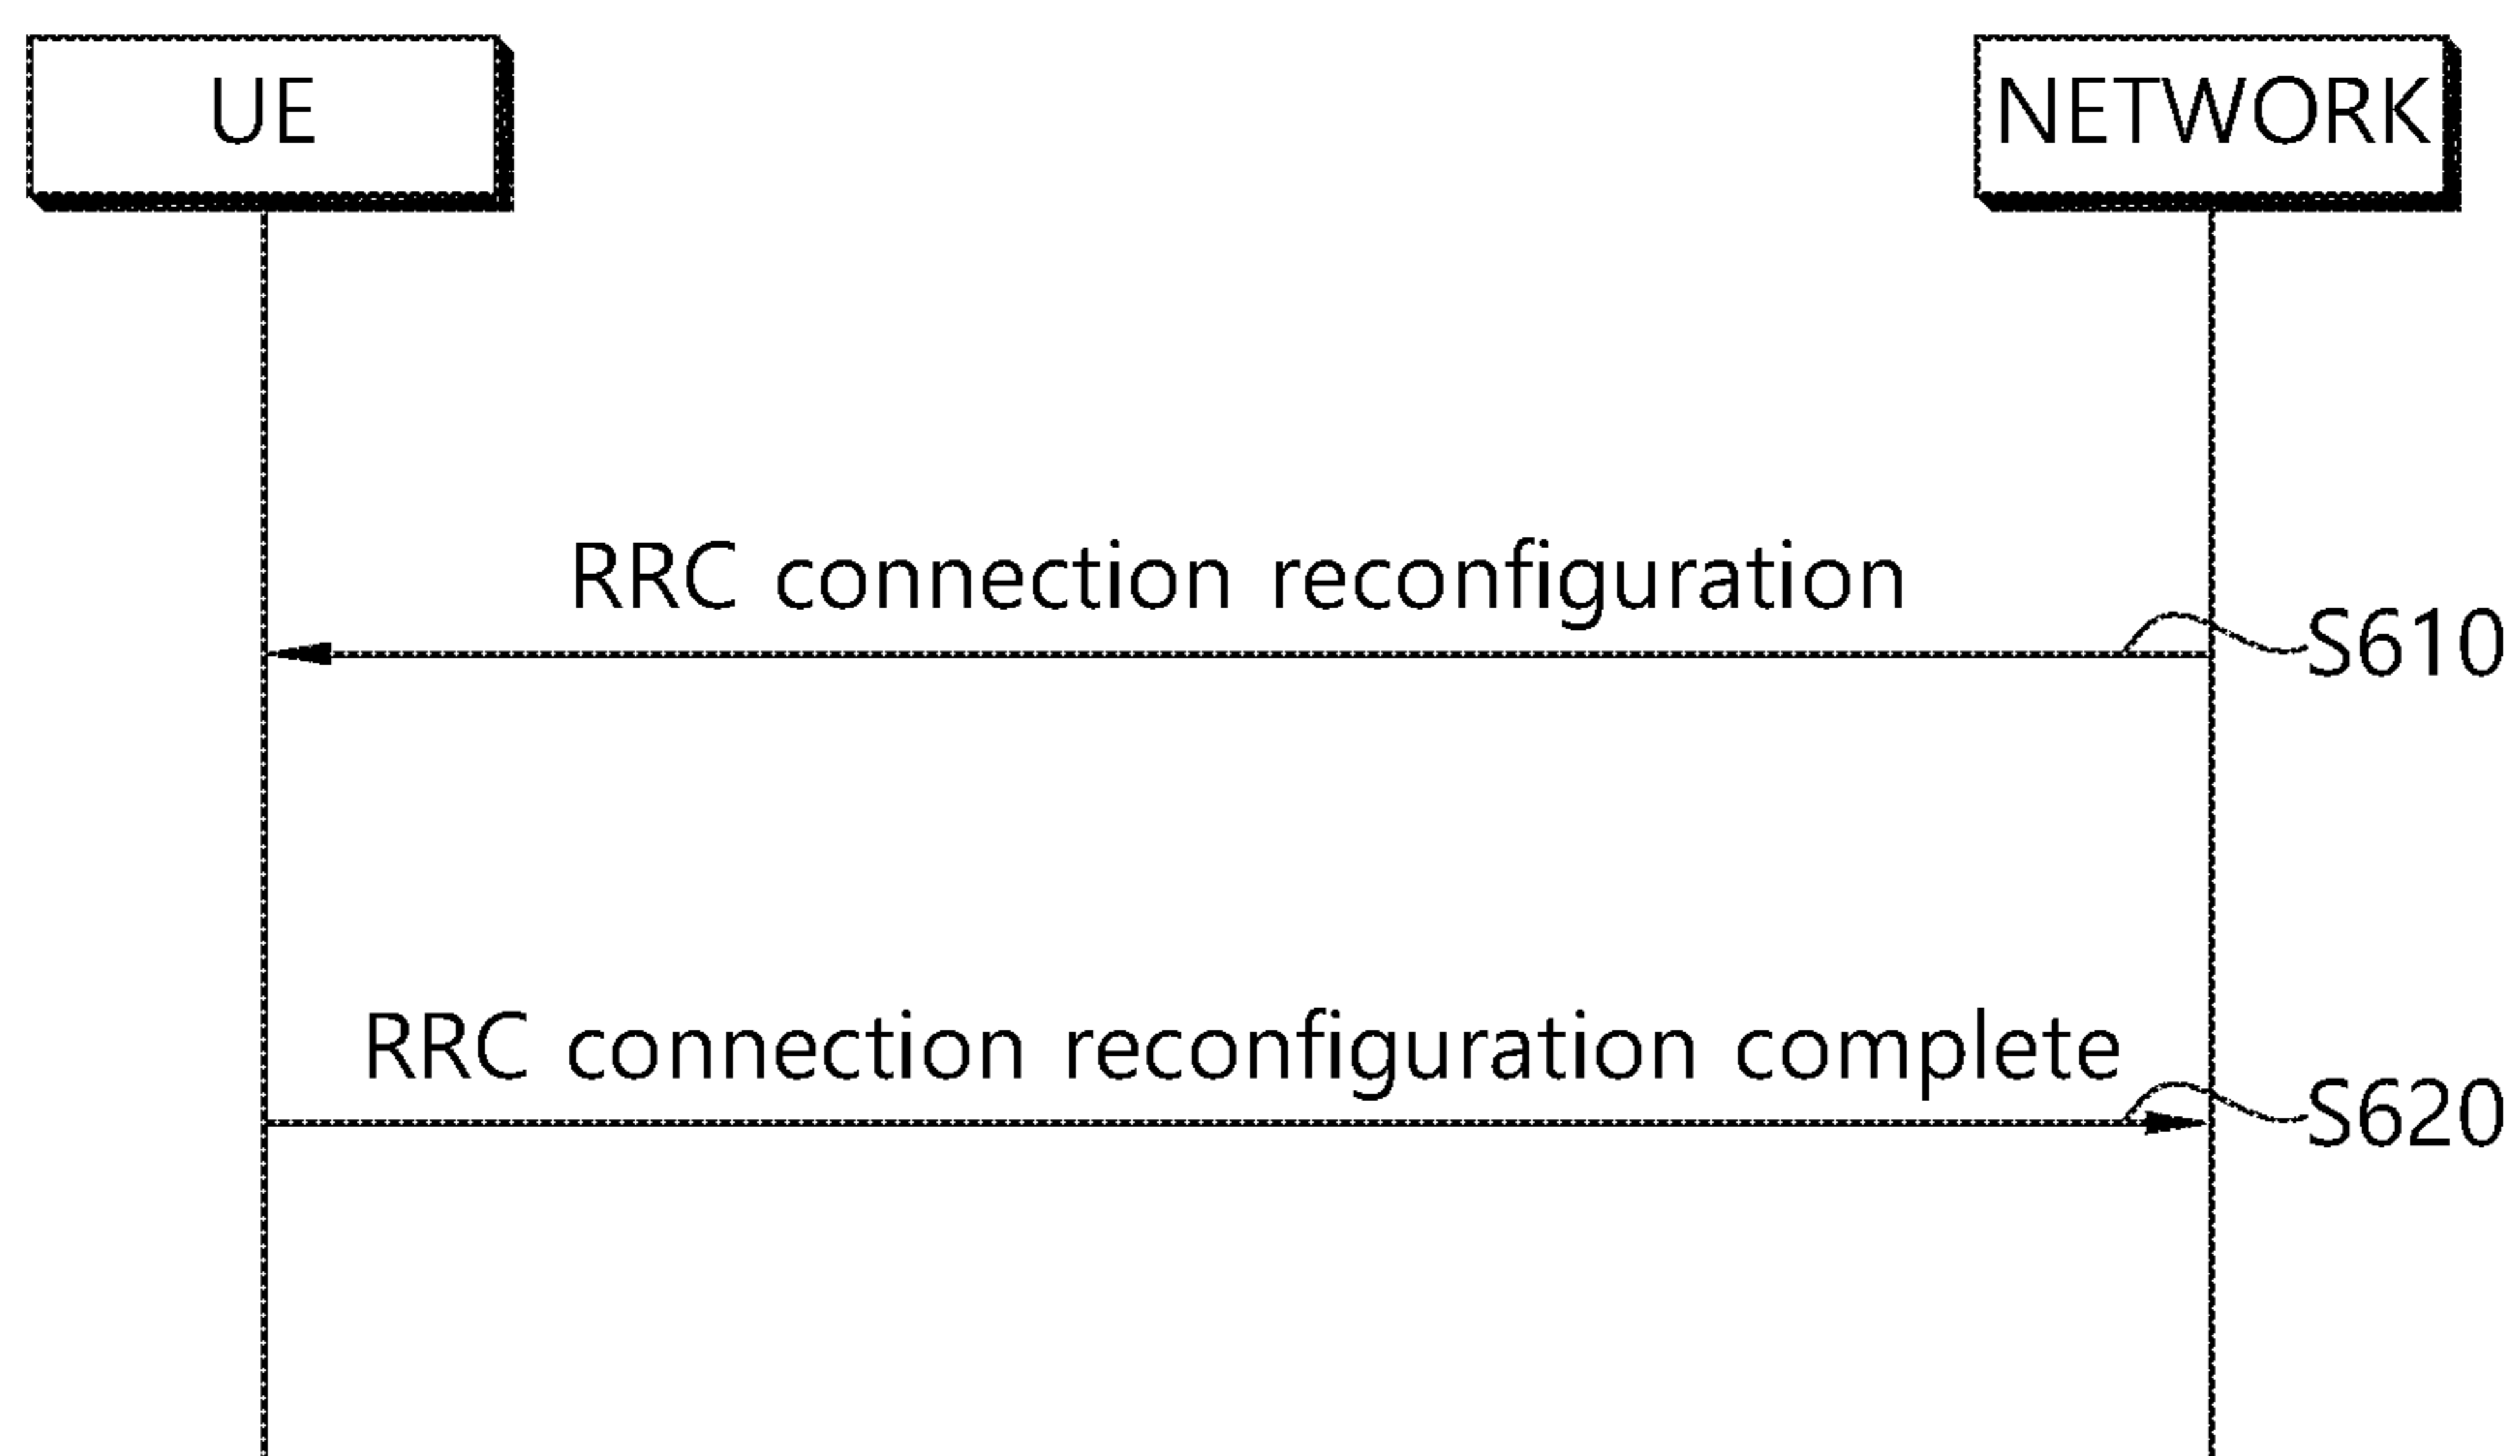 UE
NETWORK
RRC connection reconfiguration
S610
RRC connection reconfiguration complete
S620